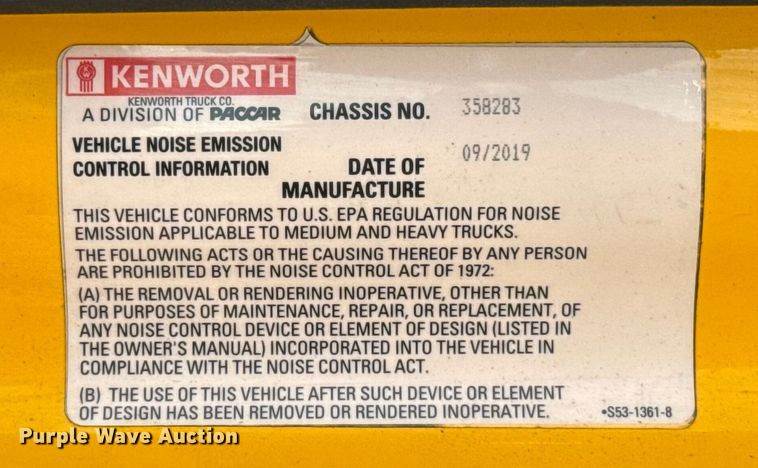 KENWORTH
KENWORTH TRUCK CO.
A DIVISION OF PACCAR
CHASSIS NO. 358283
VEHICLE NOISE EMISSION
CONTROL INFORMATION
DATE OF
MANUFACTURE
09/2019
THIS VEHICLE CONFORMS TO U.S. EPA REGULATION FOR NOISE
EMISSION APPLICABLE TO MEDIUM AND HEAVY TRUCKS.
THE FOLLOWING ACTS OR THE CAUSING THEREOF BY ANY PERSON
ARE PROHIBITED BY THE NOISE CONTROL ACT OF 1972:
(A) THE REMOVAL OR RENDERING INOPERATIVE, OTHER THAN
FOR PURPOSES OF MAINTENANCE, REPAIR, OR REPLACEMENT, OF
ANY NOISE CONTROL DEVICE OR ELEMENT OF DESIGN (LISTED IN
THE OWNER'S MANUAL) INCORPORATED INTO THE VEHICLE IN
COMPLIANCE WITH THE NOISE CONTROL ACT.
(B) THE USE OF THIS VEHICLE AFTER SUCH DEVICE OR ELEMENT
OF DESIGN HAS BEEN REMOVED OR RENDERED INOPERATIVE.
•S53-1361-8
Purple Wave Auction